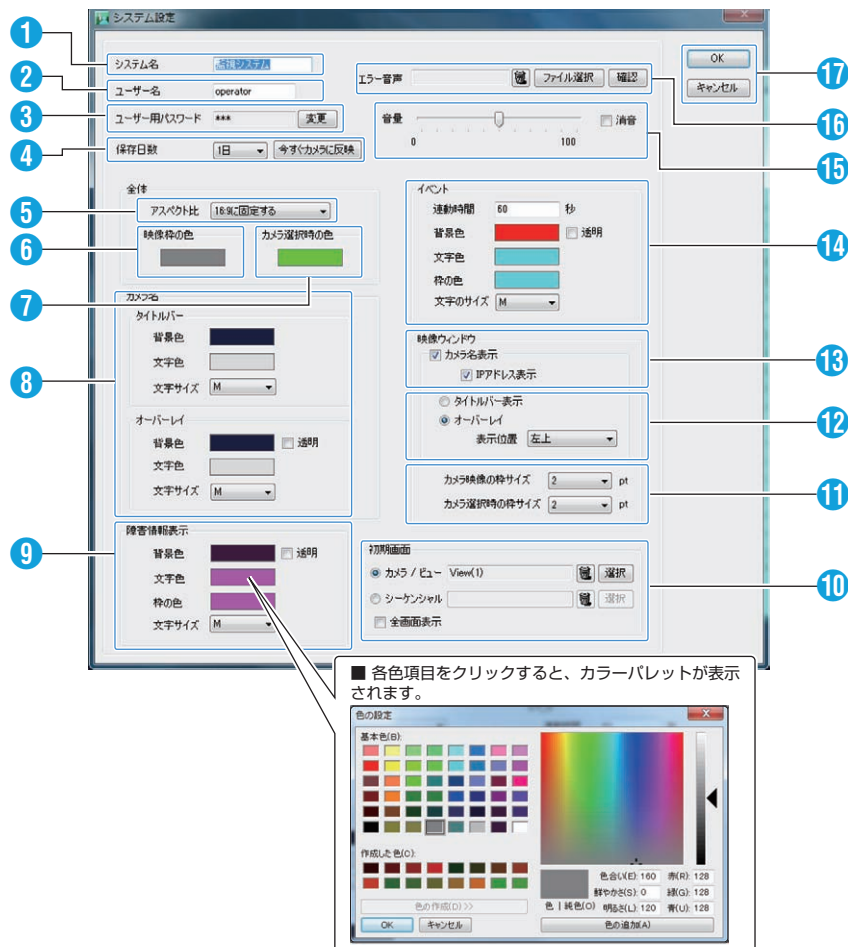 システム設定
1
システム名 監視システム
2
ユーザー名 operator
3
ユーザー用パスワード *** 変更
4
保存日数 1日 今すぐカメラに反映
エラー音声 ファイル選択 確認
16
OK
キャンセル
17
音量 消音
0 100
15
全体
5
アスペクト比 16:9に固定する
6
映像枠の色
カメラ選択時の色
7
イベント
連動時間 60 秒
背景色 透明
文字色
枠の色
文字のサイズ M
14
カメラ名
タイトルバー
背景色
文字色
文字サイズ M
8
オーバーレイ
背景色 透明
文字色
文字サイズ M
映像ウィンドウ
カメラ名表示
IPアドレス表示
13
タイトルバー表示
オーバーレイ
表示位置 左上
12
カメラ映像の枠サイズ 2 pt
カメラ選択時の枠サイズ 2 pt
11
障害情報表示
9
背景色 透明
文字色
枠の色
文字サイズ M
初期画面
カメラ / ビュー View(1) 選択
シーケンシャル 選択
全画面表示
10
■ 各色項目をクリックすると、カラーパレットが表示
されます。
色の設定
基本色(B):
作成した色(C):
色の作成(D) >>
OK キャンセル
色 | 純色(O)
色合い(E): 160 赤(R): 128
鮮やかさ(S): 0 緑(G): 128
明るさ(L): 120 青(U): 128
色の追加(A)